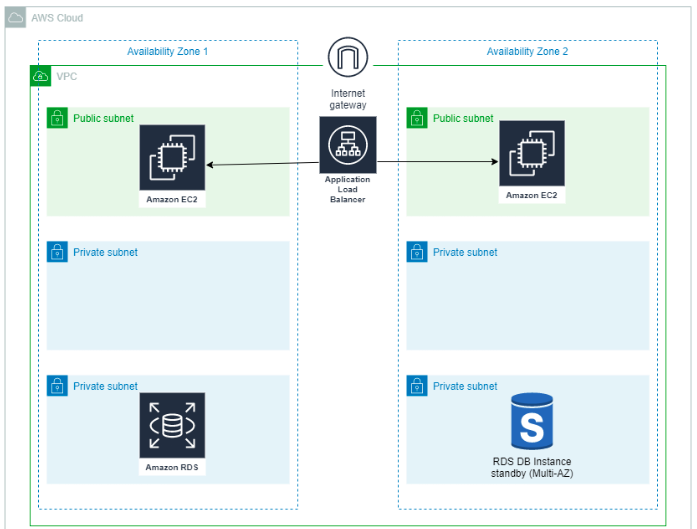 AWS Cloud
Availability Zone 1
Availability Zone 2
VPC
Internet
gateway
Public subnet
Public subnet
Amazon EC2
Application
Load
Balancer
Amazon EC2
Private subnet
Private subnet
Private subnet
Private subnet
Amazon RDS
S
RDS DB Instance
standby (Multi-AZ)